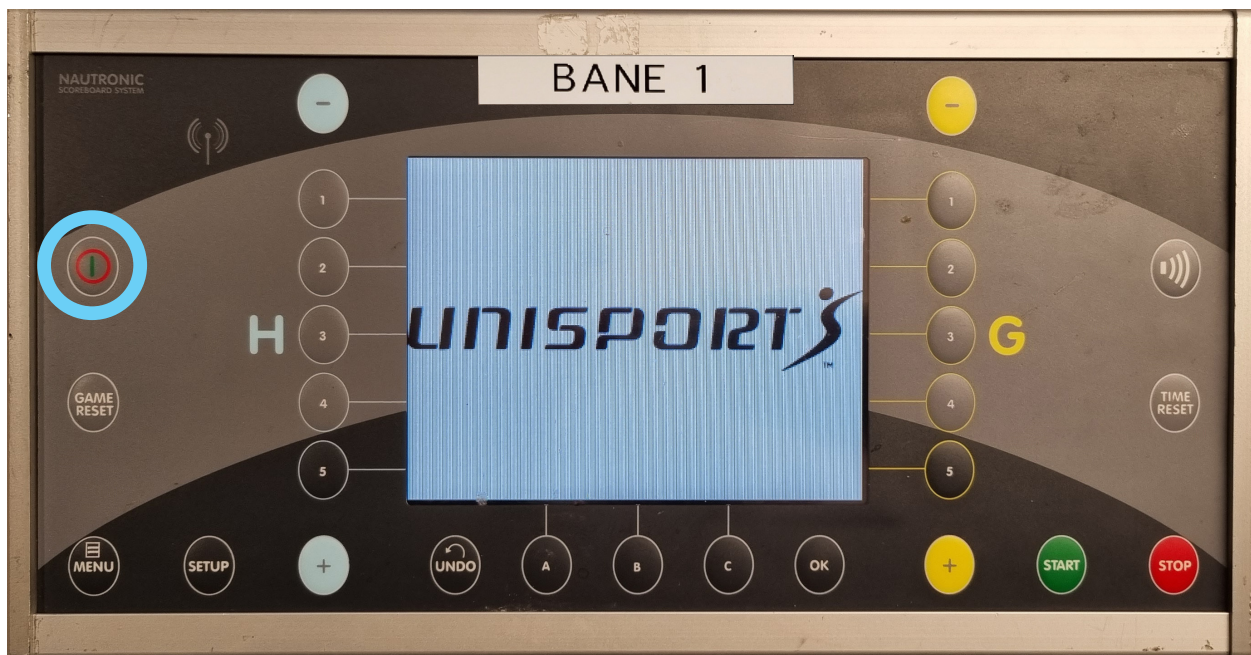 BANE 1
NAUTRONIC
SCOREBOARD SYSTEM
-
-
1
1
2
2
UNISPORT
TM
H
3
3
G
GAME
RESET
4
4
TIME
RESET
5
5
MENU
SETUP
+
UNDO
A
B
C
OK
+
START
STOP